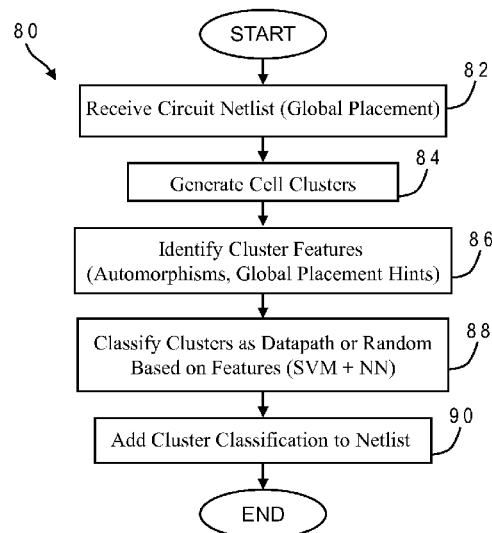 80
START
82
Receive Circuit Netlist (Global Placement)
84
Generate Cell Clusters
86
Identify Cluster Features
(Automorphisms, Global Placement Hints)
88
Classify Clusters as Datapath or Random
Based on Features (SVM + NN)
90
Add Cluster Classification to Netlist
END